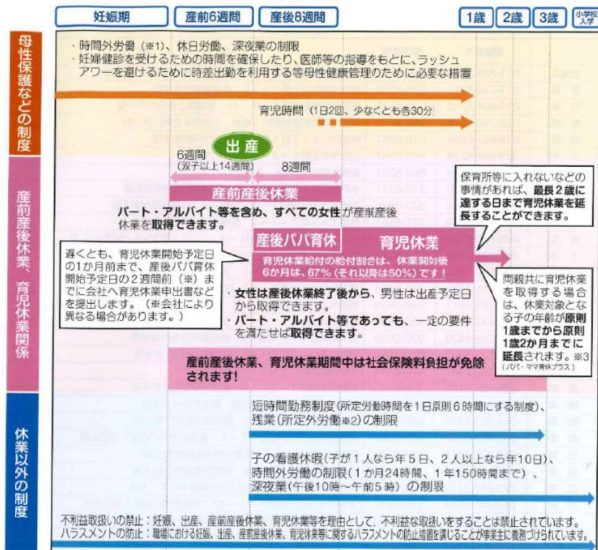 妊娠期 産前6週間 産後8週間 1歳 2歳 3歳 小学校入学
母性保護などの制度
・時間外労働(※1)、休日労働、深夜業の制限
・妊婦健診を受けるための時間を確保したり、医師等の指導をもとに、ラッシュ
アワーを避けるために時差出勤を利用する等母性健康管理のために必要な措置
育児時間(1日2回、少なくとも各30分)
産前産後休業、育児休業関係
出産
6週間
(双子以上14週間)
8週間
産前産後休業
パート・アルバイト等を含め、すべての女性が産前産後
休業を取得できます。
保育所等に入れないなどの
事情があれば、最長2歳に
達する日まで育児休業を延
長することができます。
産後パパ育休 育児休業
育児休業給付の給付割合は、休業開始後
6か月は、67%(それ以降は50%)です!
遅くとも、育児休業開始予定日
の1か月前まで、産後パパ育休
開始予定日の2週間前(※)ま
でに会社へ育児休業申出書など
を提出します。(※会社により
異なる場合があります。)
・女性は産後休業終了後から、男性は出産予定日
から取得できます。
・パート・アルバイト等であっても、一定の要件
を満たせば取得できます。
両親共に育児休業
を取得する場合
は、休業対象とな
る子の年齢が原則
1歳までから原則
1歳2か月までに
延長されます。※3
(パパ・ママ育休プラス)
産前産後休業、育児休業期間中は社会保険料負担が免除
されます!
休業以外の制度
短時間勤務制度(所定労働時間を1日原則6時間にする制度)、
残業(所定外労働※2)の制限
子の看護休暇(子が1人なら年5日、2人以上なら年10日)、
時間外労働の制限(1か月24時間、1年150時間まで)、
深夜業(午後10時~午前5時)の制限
不利益取扱いの禁止:妊娠、出産、産前産後休業、育児休業等を理由として、不利益な取扱いをすることは禁止されています。
ハラスメントの防止:職場における妊娠、出産、産前産後休業、育児休業等に関するハラスメントの防止措置を講じることが事業主に義務づけられています。